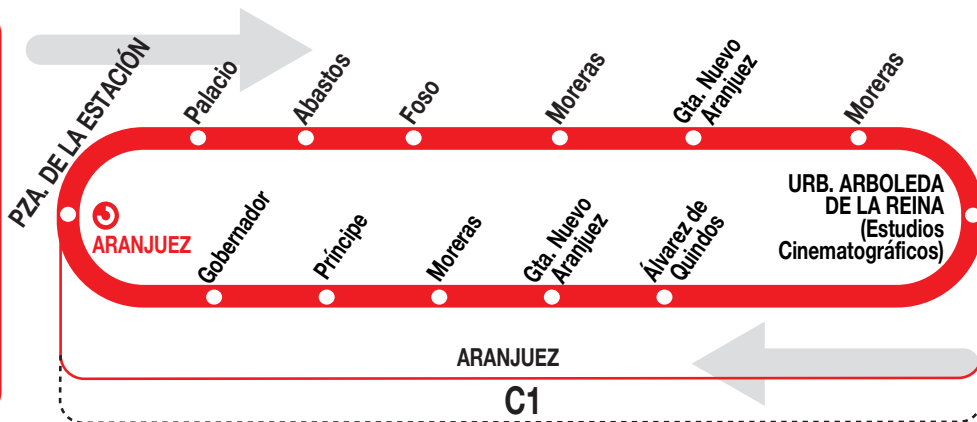 PZA. DE LA ESTACIÓN
Palacio
Abastos
Foso
Moreras
Gta. Nuevo
Aranjuez
Moreras
ARANJUEZ
URB. ARBOLEDA
DE LA REINA
(Estudios
Cinematográficos)
Gobernador
Príncipe
Moreras
Gta. Nuevo
Aranjuez
Álvarez de
Quindos
ARANJUEZ
C1